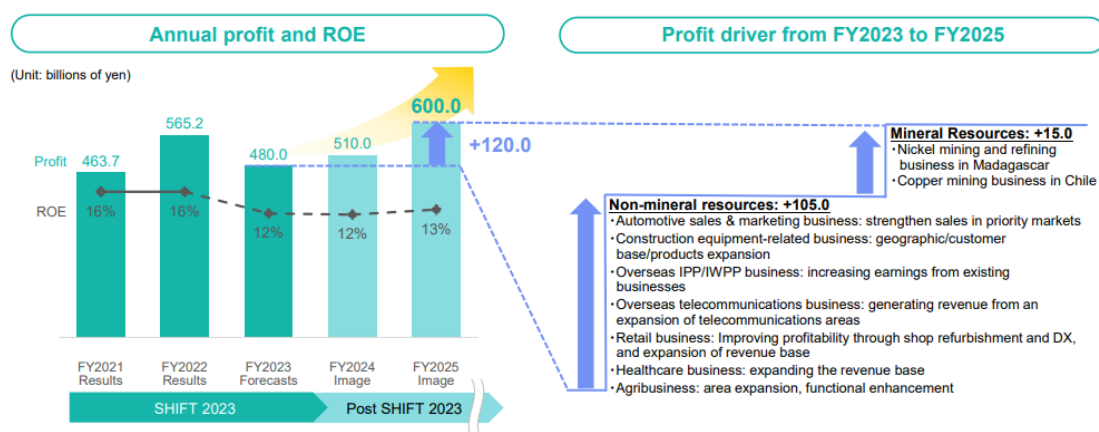 Annual profit and ROE
(Unit: billions of yen)
600.0
565.2
510.0
+120.0
480.0
Profit
463.7
ROE
16%
16%
12%
12%
13%
FY2021
Results
FY2022
Results
FY2023
Forecasts
FY2024
Image
FY2025
Image
SHIFT 2023
Post SHIFT 2023
Profit driver from FY2023 to FY2025
Mineral Resources: +15.0
・Nickel mining and refining
business in Madagascar
・Copper mining business in Chile
Non-mineral resources: +105.0
・Automotive sales & marketing business: strengthen sales in priority markets
・Construction equipment-related business: geographic/customer
base/products expansion
・Overseas IPP/IWPP business: increasing earnings from existing
businesses
・Overseas telecommunications business: generating revenue from an
expansion of telecommunications areas
・Retail business: Improving profitability through shop refurbishment and DX,
and expansion of revenue base
・Healthcare business: expanding the revenue base
・Agribusiness: area expansion, functional enhancement